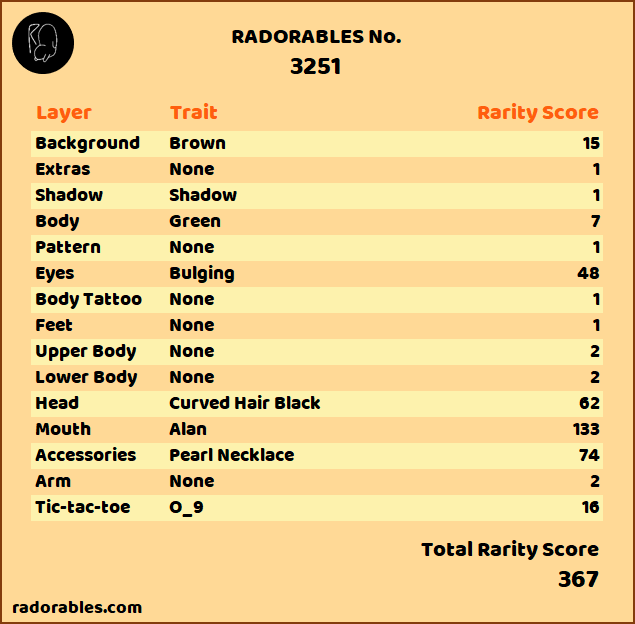 RADORABLES No.
3251
Layer Trait Rarity Score
Background Brown 15
Extras None 1
Shadow Shadow 1
Body Green 7
Pattern None 1
Eyes Bulging 48
Body Tattoo None 1
Feet None 1
Upper Body None 2
Lower Body None 2
Head Curved Hair Black 62
Mouth Alan 133
Accessories Pearl Necklace 74
Arm None 2
Tic-tac-toe O_9 16
Total Rarity Score
367
radorables.com